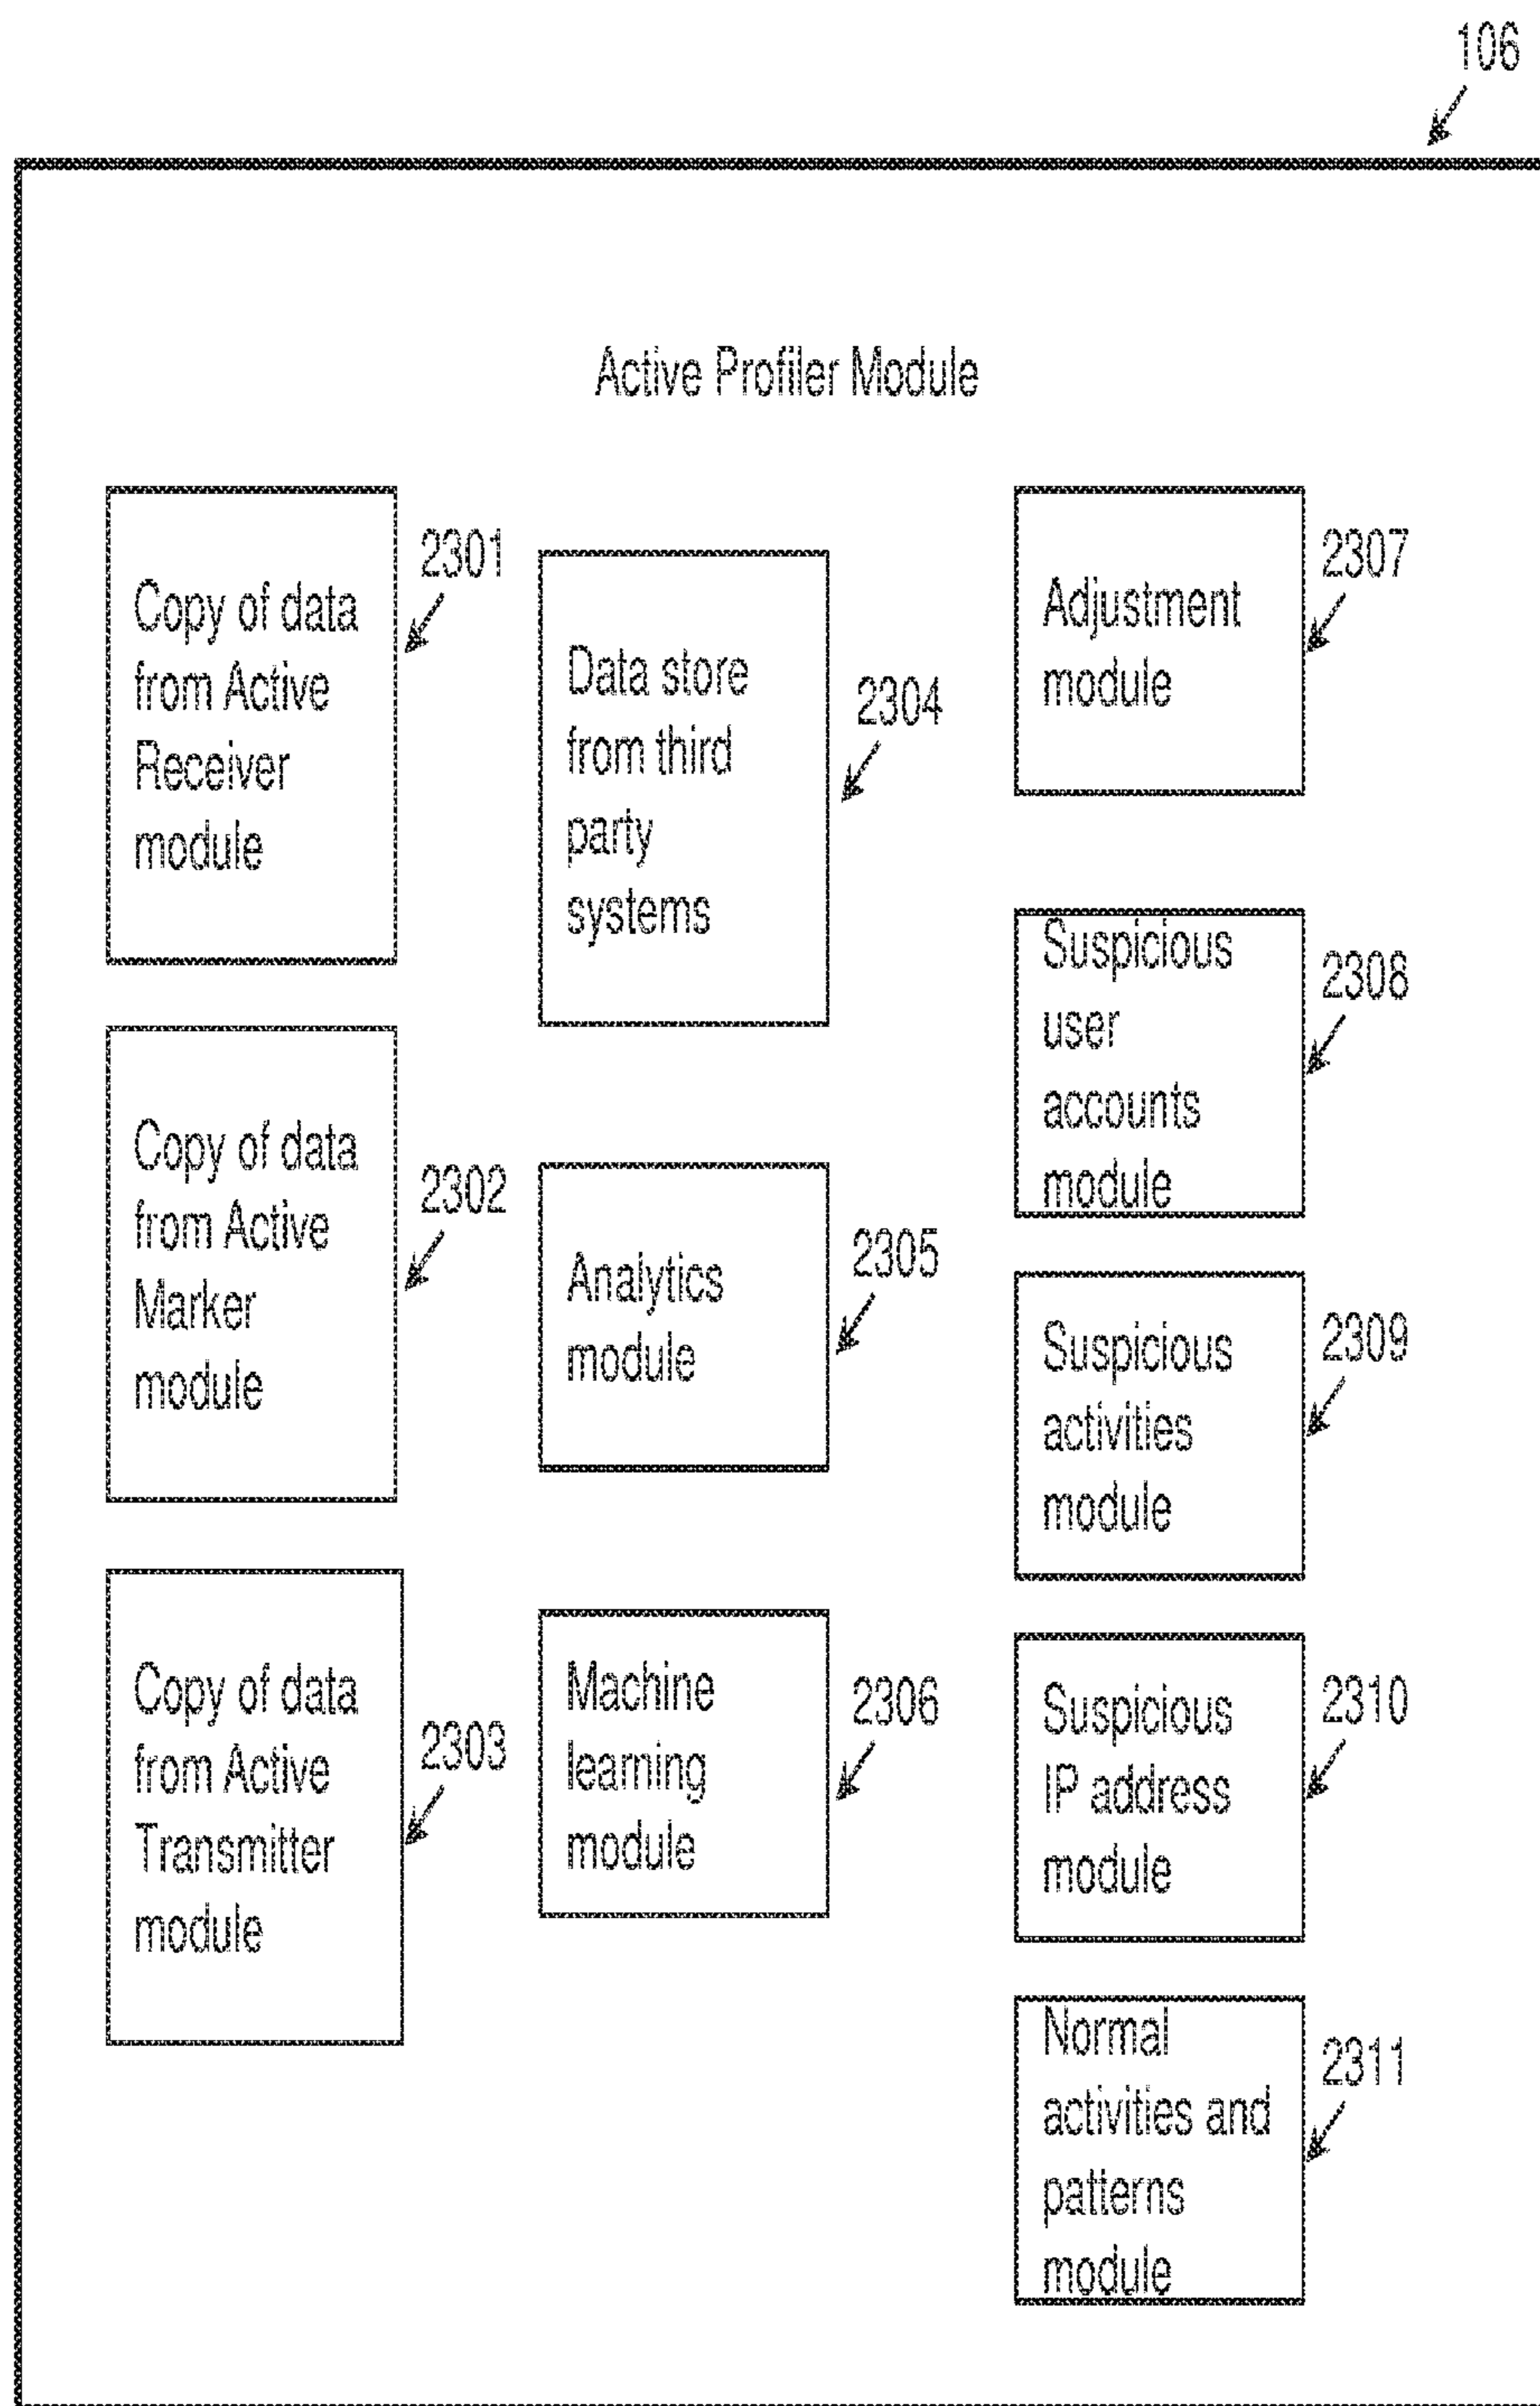 106
Active Profiler Module
Copy of data
from Active
Receiver
module
2301
Copy of data
from Active
Marker
module
2302
Copy of data
from Active
Transmitter
module
2303
Data store
from third
party
systems
2304
Analytics
module
2305
Machine
learning
module
2306
Adjustment
module
2307
Suspicious
user
accounts
module
2308
Suspicious
activities
module
2309
Suspicious
IP address
module
2310
Normal
activities and
patterns
module
2311